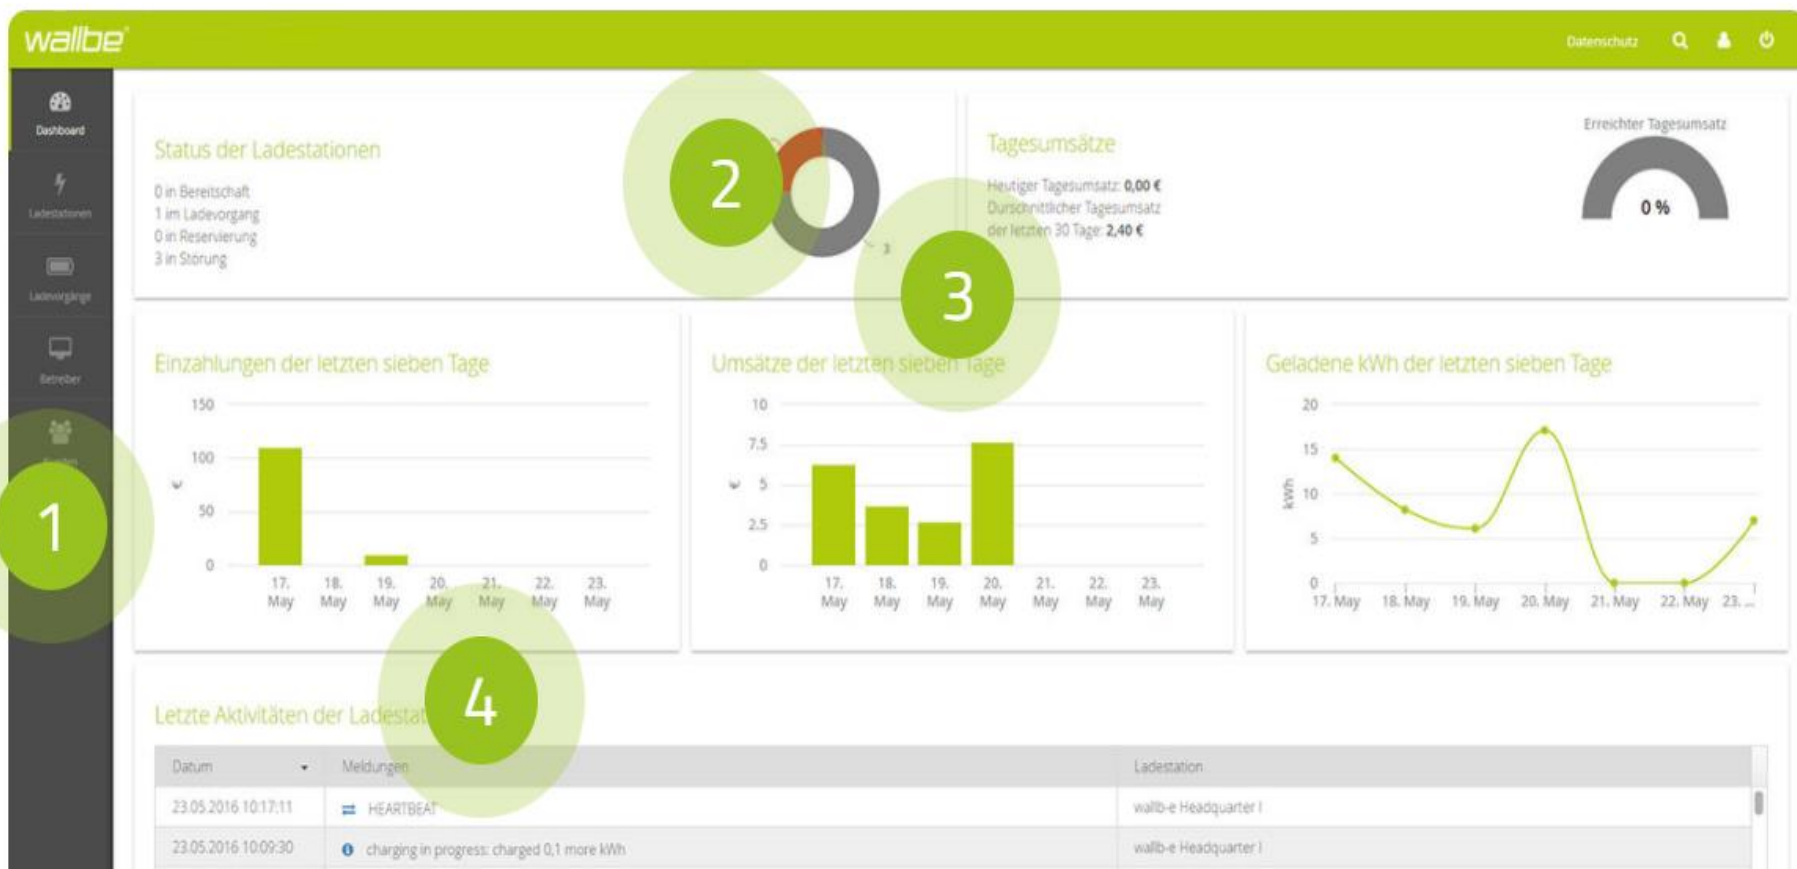 wallbe
Datenschutz
Dashboard
Ladestationen
Ladevorgänge
Betreiber
1
Status der Ladestationen
0 in Bereitschaft
1 im Ladevorgang
0 in Reservierung
3 in Störung
2
3
Tagesumsätze
Heutiger Tagesumsatz: 0,00 €
Durschnittlicher Tagesumsatz
der letzten 30 Tage: 2,40 €
Erreichter Tagesumsatz
0 %
3
Einzahlungen der letzten sieben Tage
150
100
50
0
€
17. May
18. May
19. May
20. May
21. May
22. May
23. May
Umsätze der letzten sieben Tage
10
7.5
5
2.5
0
€
17. May
18. May
19. May
20. May
21. May
22. May
23. May
Geladene kWh der letzten sieben Tage
20
15
10
5
0
kWh
17. May
18. May
19. May
20. May
21. May
22. May
23. ...
4
Letzte Aktivitäten der
Datum Meldungen Ladestation
23.05.2016 10:17:11 HEARTBEAT wallb-e Headquarter I
23.05.2016 10:09:30 charging in progress: charged 0,1 more kWh wallb-e Headquarter I